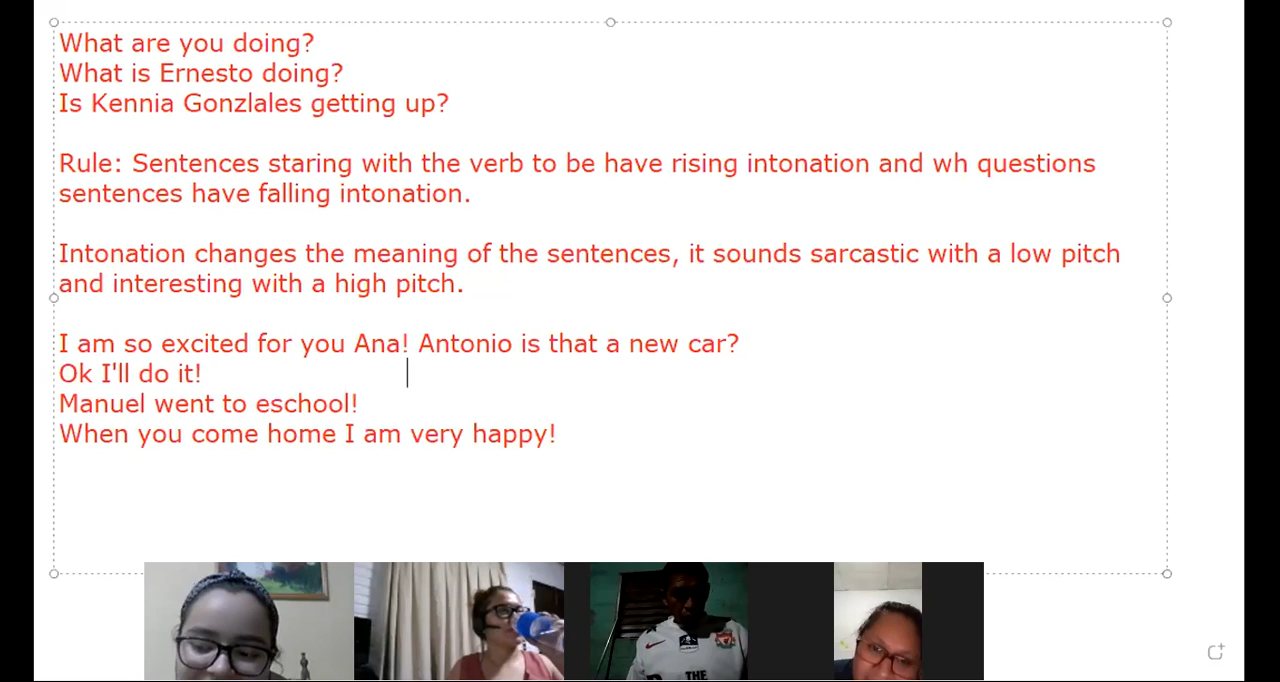 What are you doing?
What is Ernesto doing?
Is Kennia Gonzlales getting up?
Rule: Sentences staring with the verb to be have rising intonation and wh questions
sentences have falling intonation.
Intonation changes the meaning of the sentences, it sounds sarcastic with a low pitch
and interesting with a high pitch.
I am so excited for you Ana! Antonio is that a new car?
Ok I'll do it!
Manuel went to eschool!
When you come home I am very happy!
THE